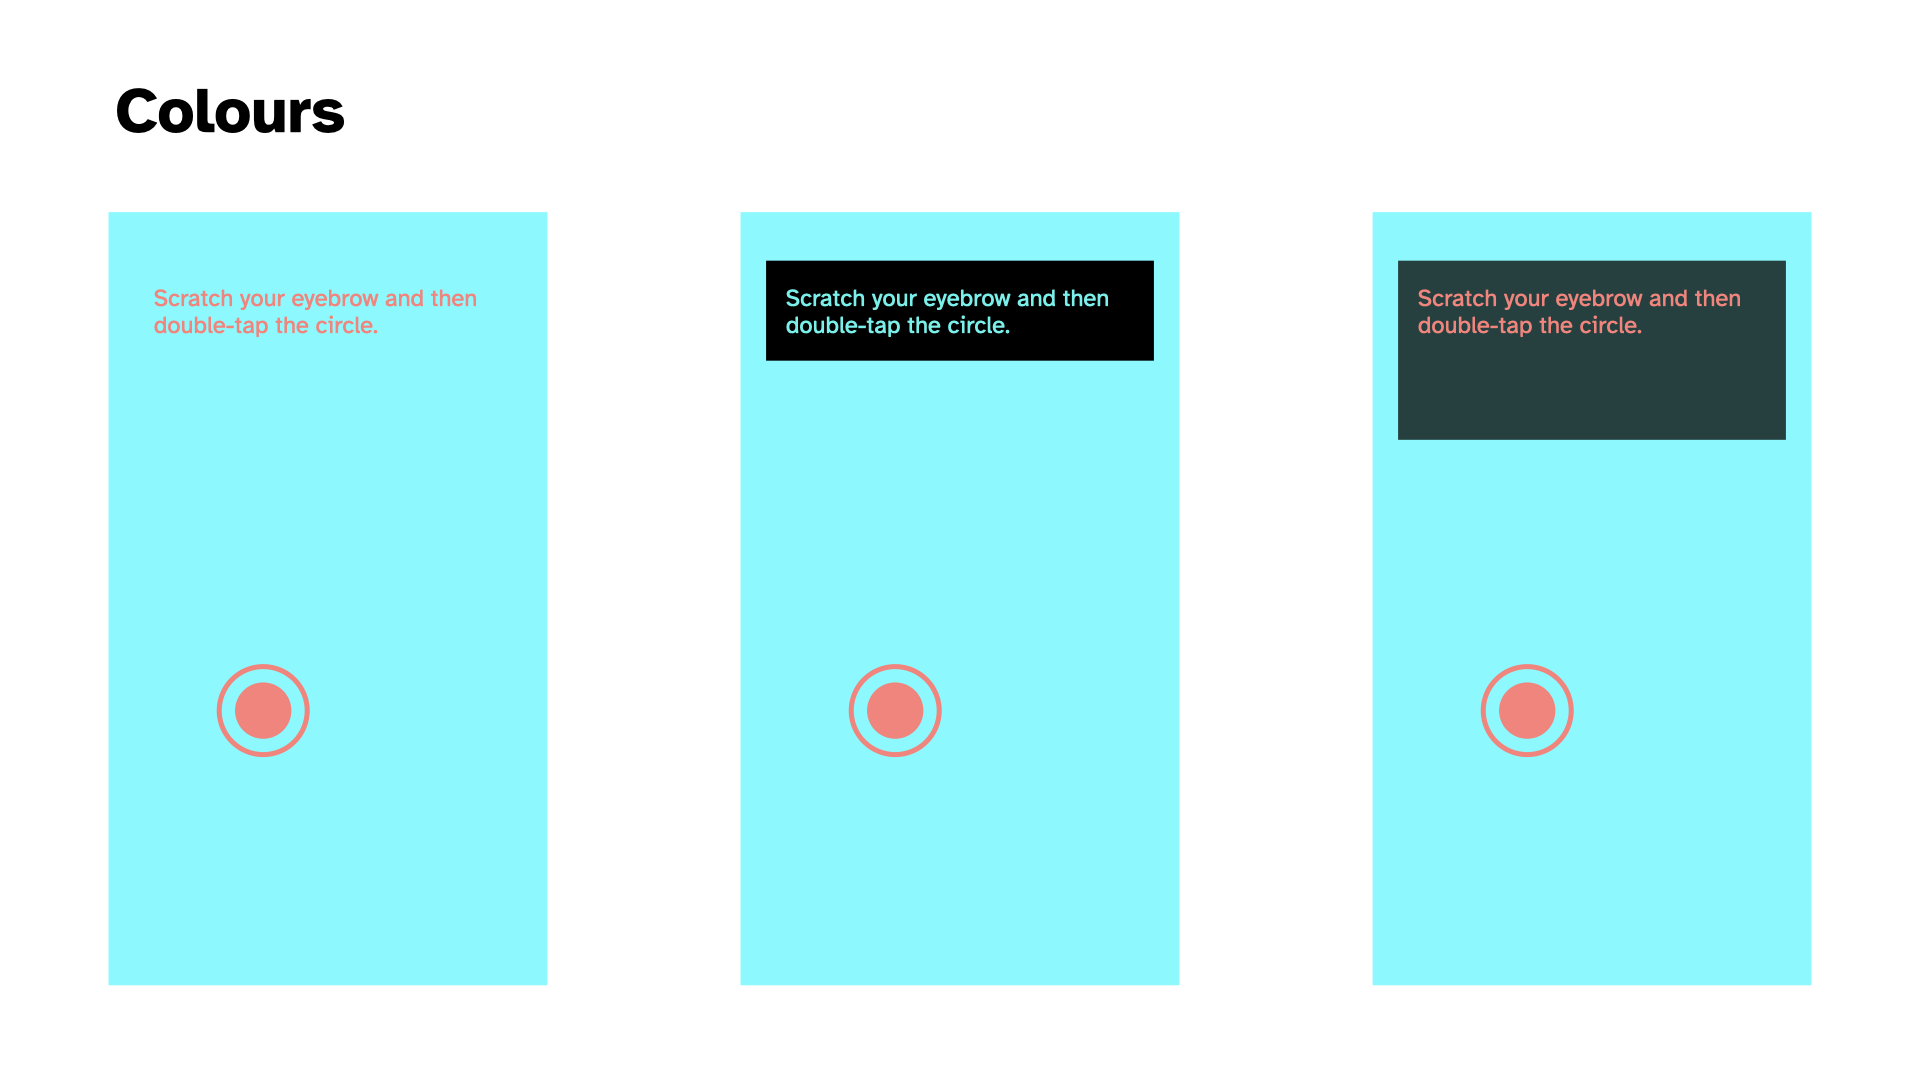 Colours
Scratch your eyebrow and then
double-tap the circle.
Scratch your eyebrow and then
double-tap the circle.
Scratch your eyebrow and then
double-tap the circle.